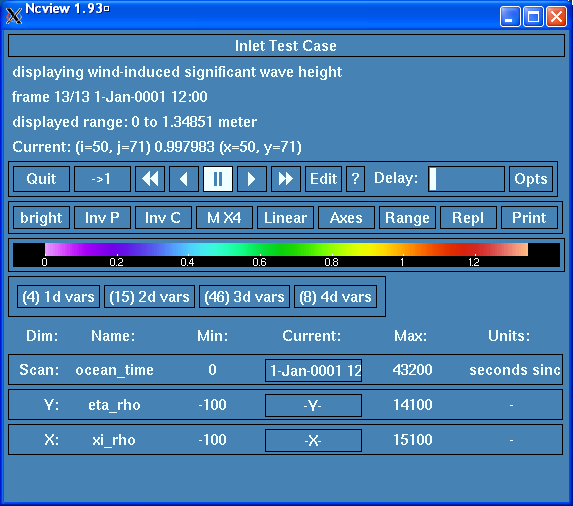 Ncview 1.93
Inlet Test Case
displaying wind-induced significant wave height
frame 13/13 1-Jan-0001 12:00
displayed range: 0 to 1.34851 meter
Current: (i=50, j=71) 0.997983 (x=50, y=71)
Quit ->1 Edit ? Delay: Opts
bright Inv P Inv C M X4 Linear Axes Range Repl Print
0 0.2 0.4 0.6 0.8 1 1.2
(4) 1d vars (15) 2d vars (46) 3d vars (8) 4d vars
Dim: Name: Min: Current: Max: Units:
Scan: ocean_time 0 1-Jan-0001 12 43200 seconds sinc
Y: eta_rho -100 -Y- 14100 -
X: xi_rho -100 -X- 15100 -